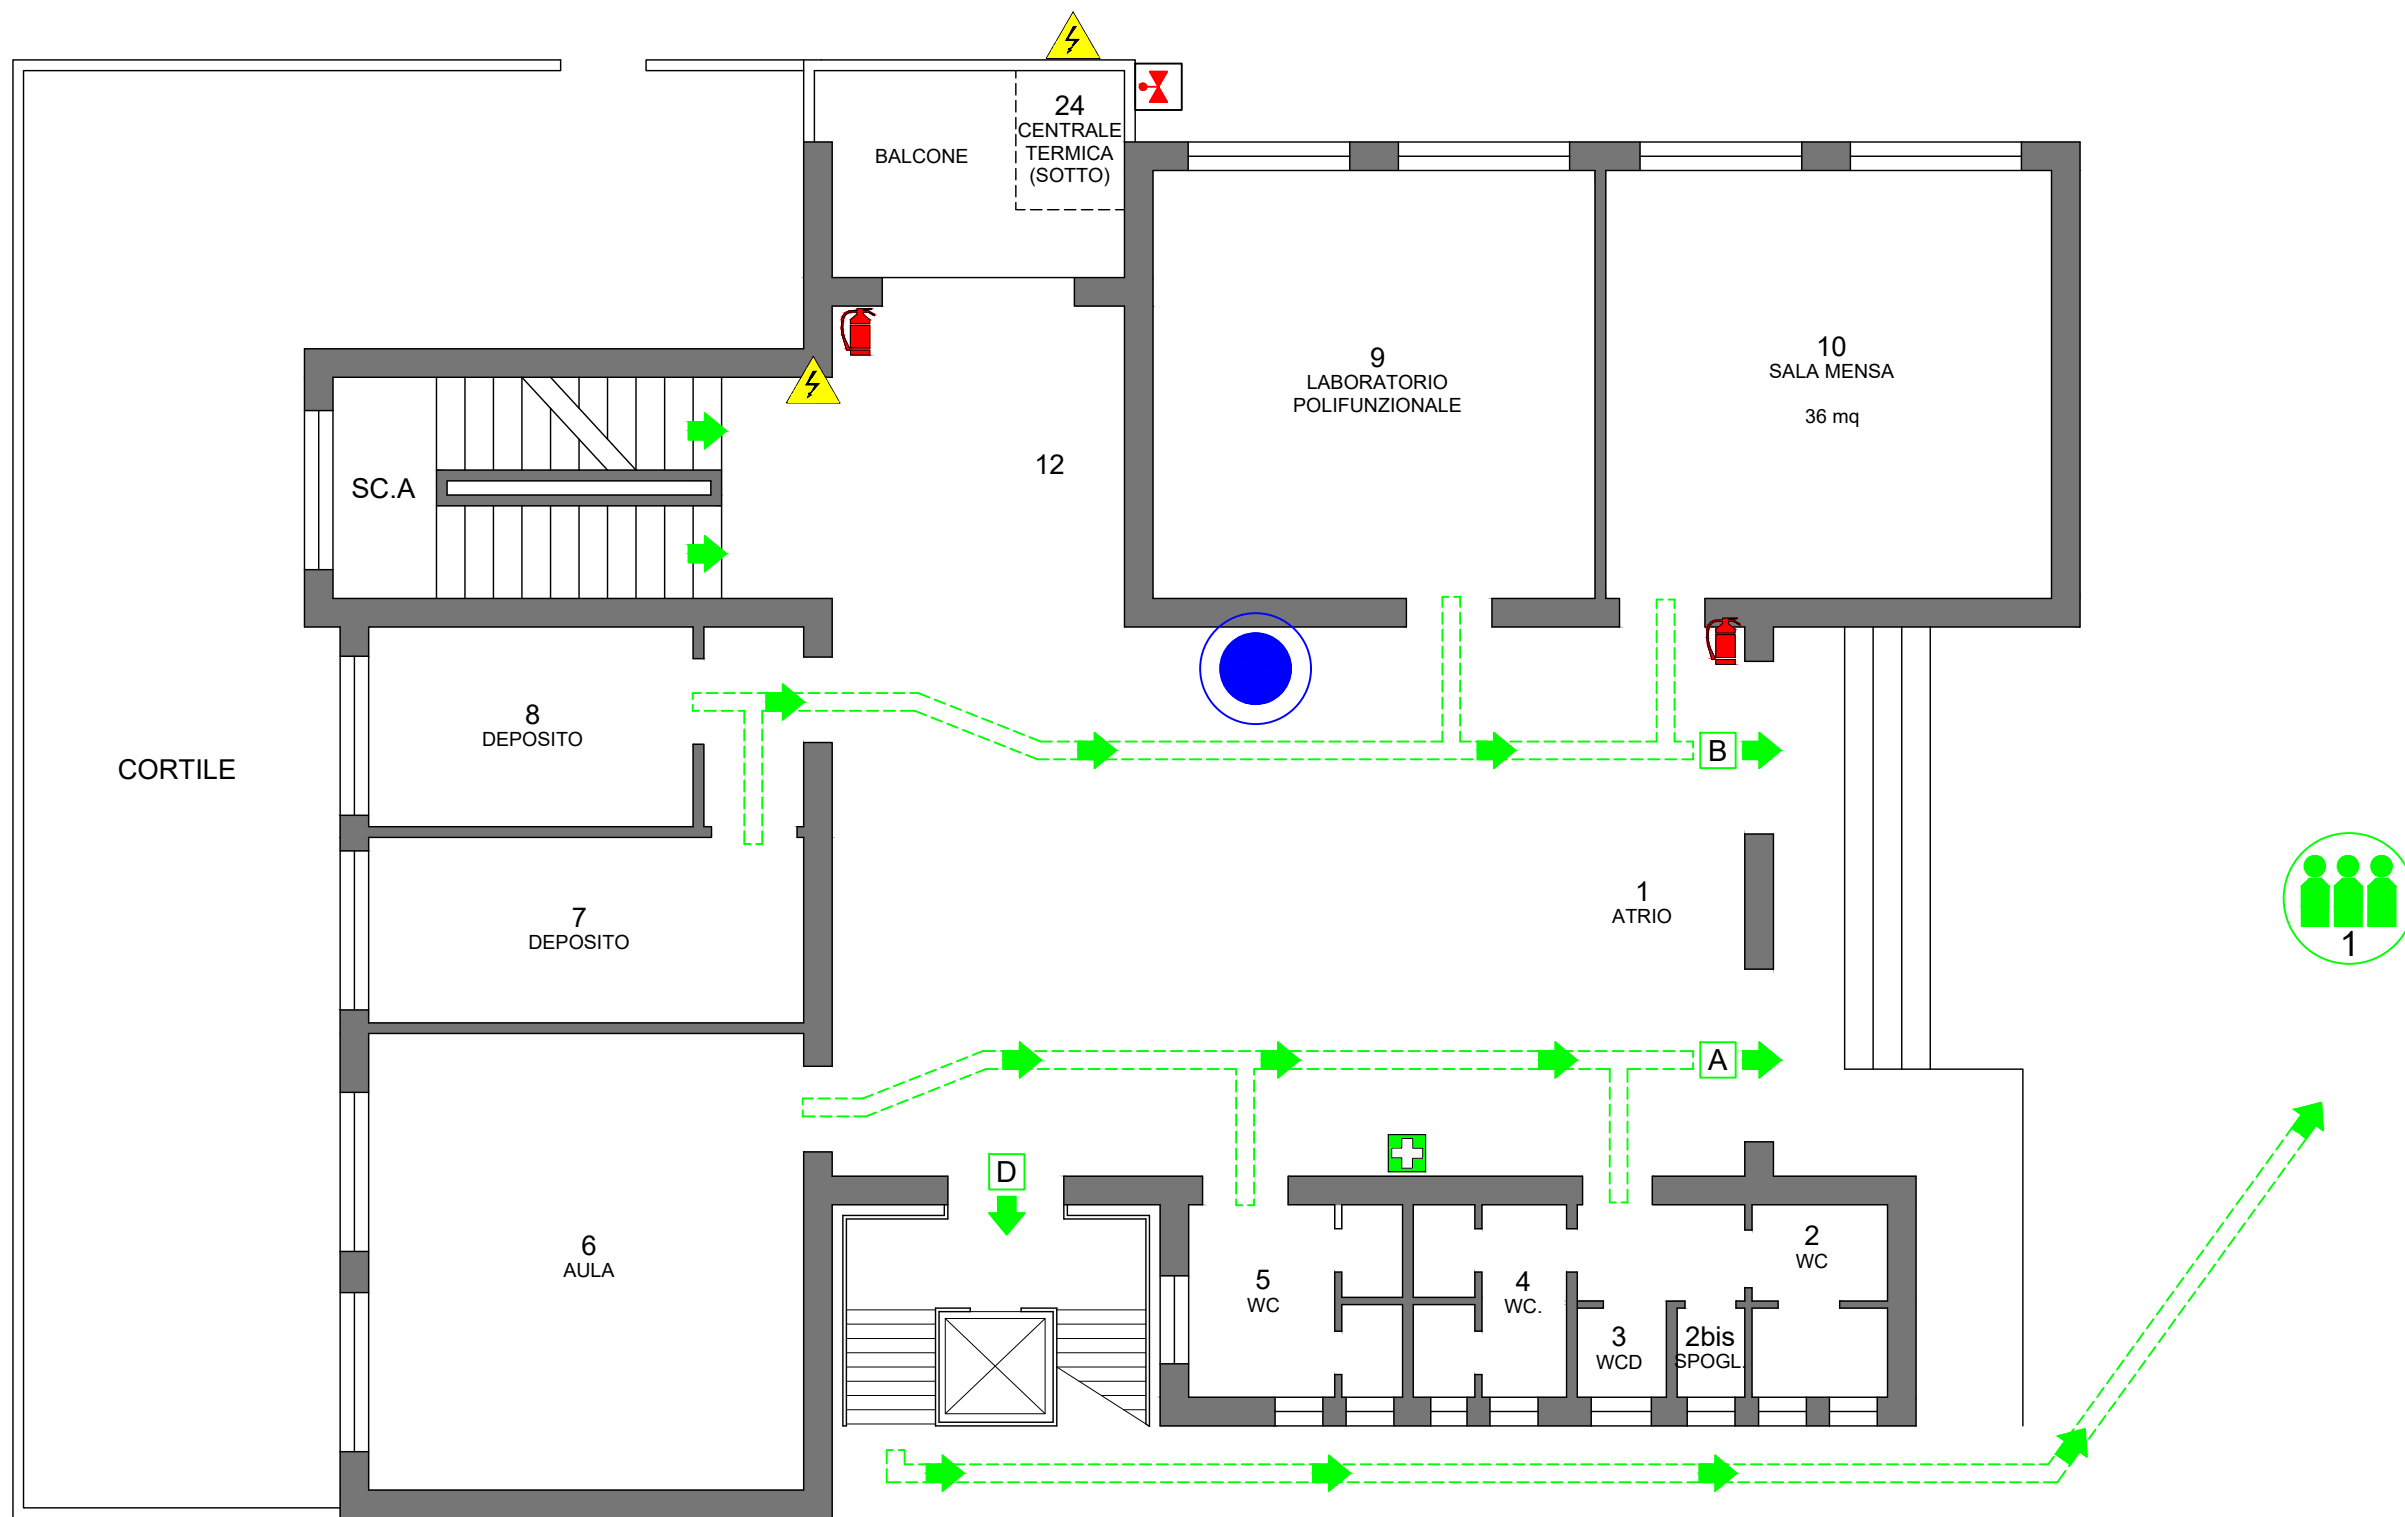 24
CENTRALE
TERMICA
(SOTTO)
BALCONE
9
LABORATORIO
POLIFUNZIONALE
10
SALA MENSA
36 mq
12
SC.A
8
DEPOSITO
B
CORTILE
1
ATRIO
7
DEPOSITO
1
A
D
6
AULA
5
WC
4
WC.
2
WC
3
WCD
2bis
SPOGL.